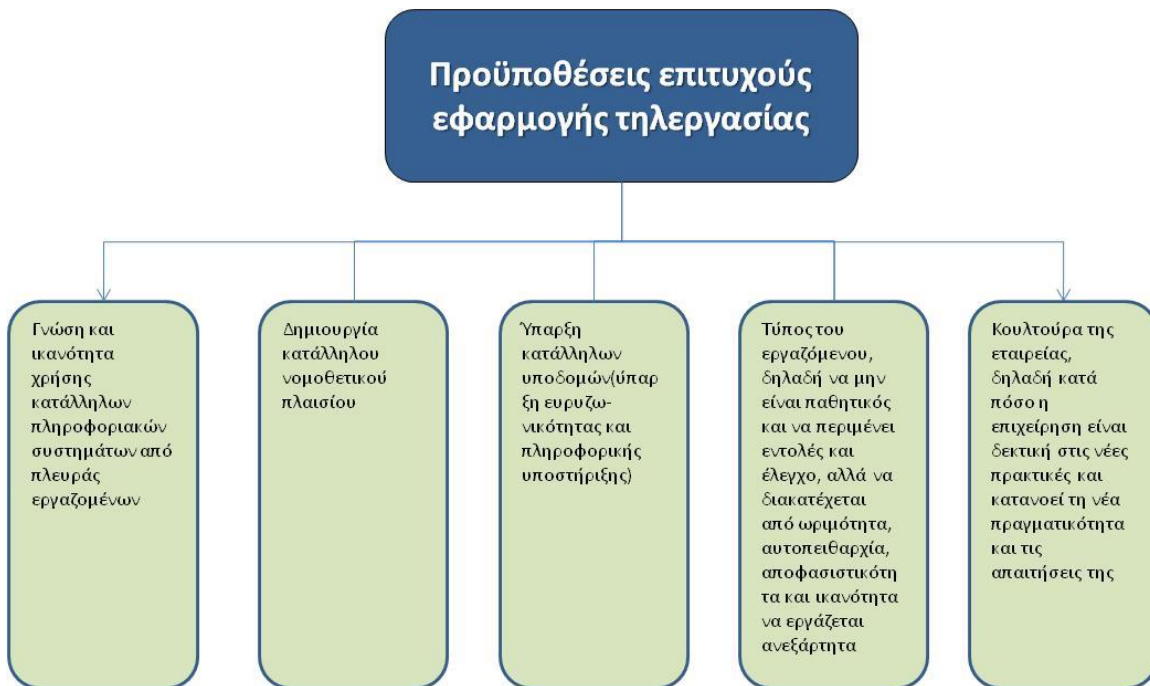 Προϋποθέσεις επιτυχούς
εφαρμογής τηλεργασίας
Γνώση και
ικανότητα
χρήσης
κατάλληλων
πληροφοριακών
συστημάτων από
πλευράς
εργαζομένων
Δημιουργία
κατάλληλου
νομοθετικού
πλαισίου
Ύπαρξη
κατάλληλων
υποδομών(ύπαρ
ξη ευρυζω-
νικότητας και
πληροφορικής
υποστήριξης)
Τύπος του
εργαζόμενου,
δηλαδή να μην
είναι παθητικός
και να περιμένει
εντολές και
έλεγχο, αλλά να
διακατέχεται
από ωριμότητα,
αυτοπειθαρχία,
αποφασιστικότη
τα και ικανότητα
να εργάζεται
ανεξάρτητα
Κουλτούρα της
εταιρείας,
δηλαδή κατά
πόσο η
επιχείρηση είναι
δεκτική στις νέες
πρακτικές και
κατανοεί τη νέα
πραγματικότητα
και τις
απαιτήσεις της